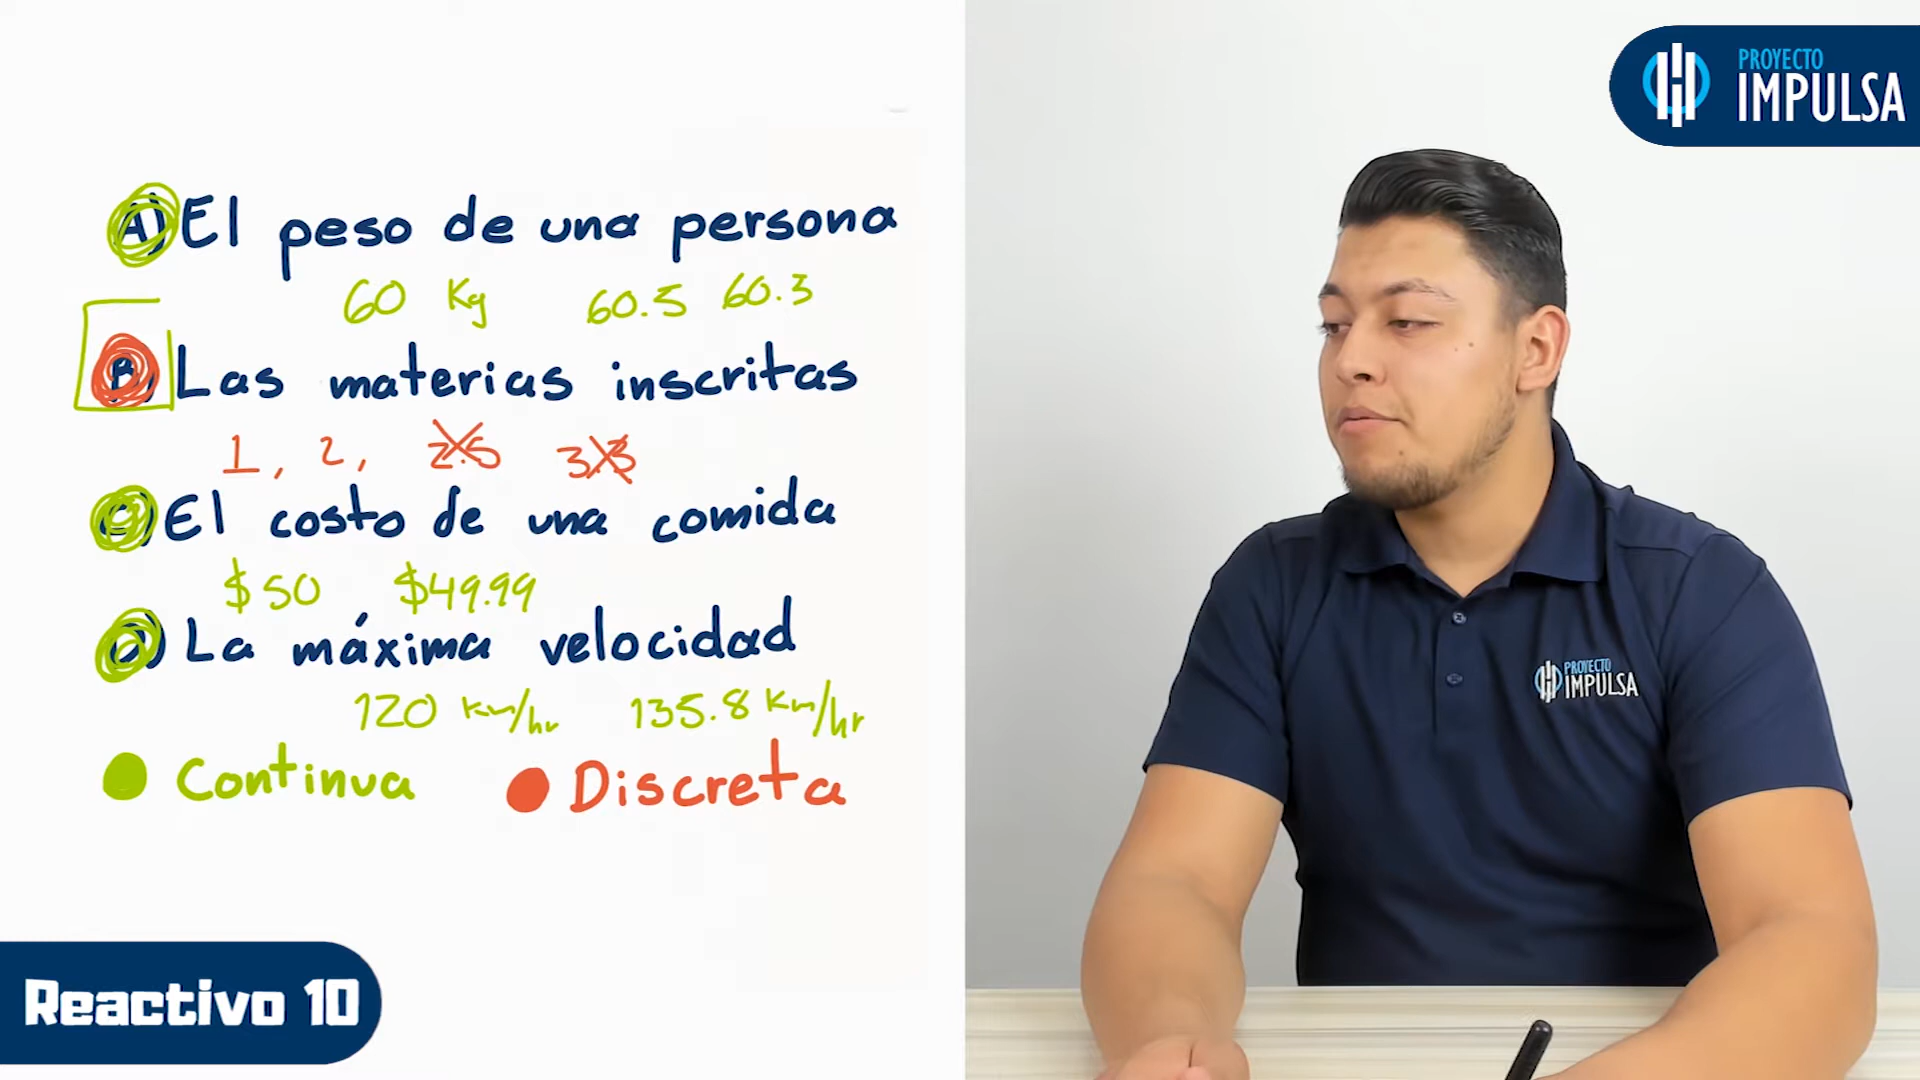 A) El peso de una persona
60 Kg 60.5 60.3
B) Las materias inscritas
1, 2, 2.5 3.3
C) El costo de una comida
$50 $49.99
D) La máxima velocidad
120 Km/hr 135.8 Km/hr
Continua Discreta
Reactivo 10
PROYECTO
IMPULSA
PROYECTO
IMPULSA